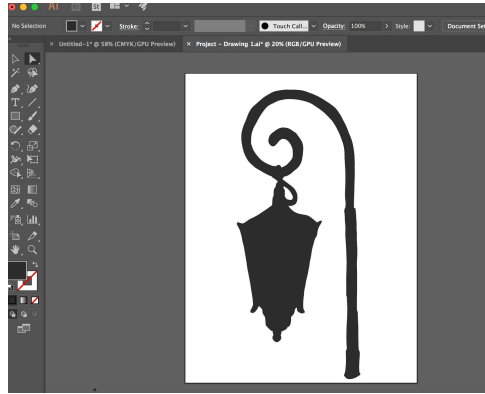 Ai St
No Selection Stroke: Touch Call... Opacity: 100% Style: Document Set
× Untitled-1* @ 58% (CMYK/GPU Preview) × Project - Drawing 1.ai* @ 20% (RGB/GPU Preview)
T